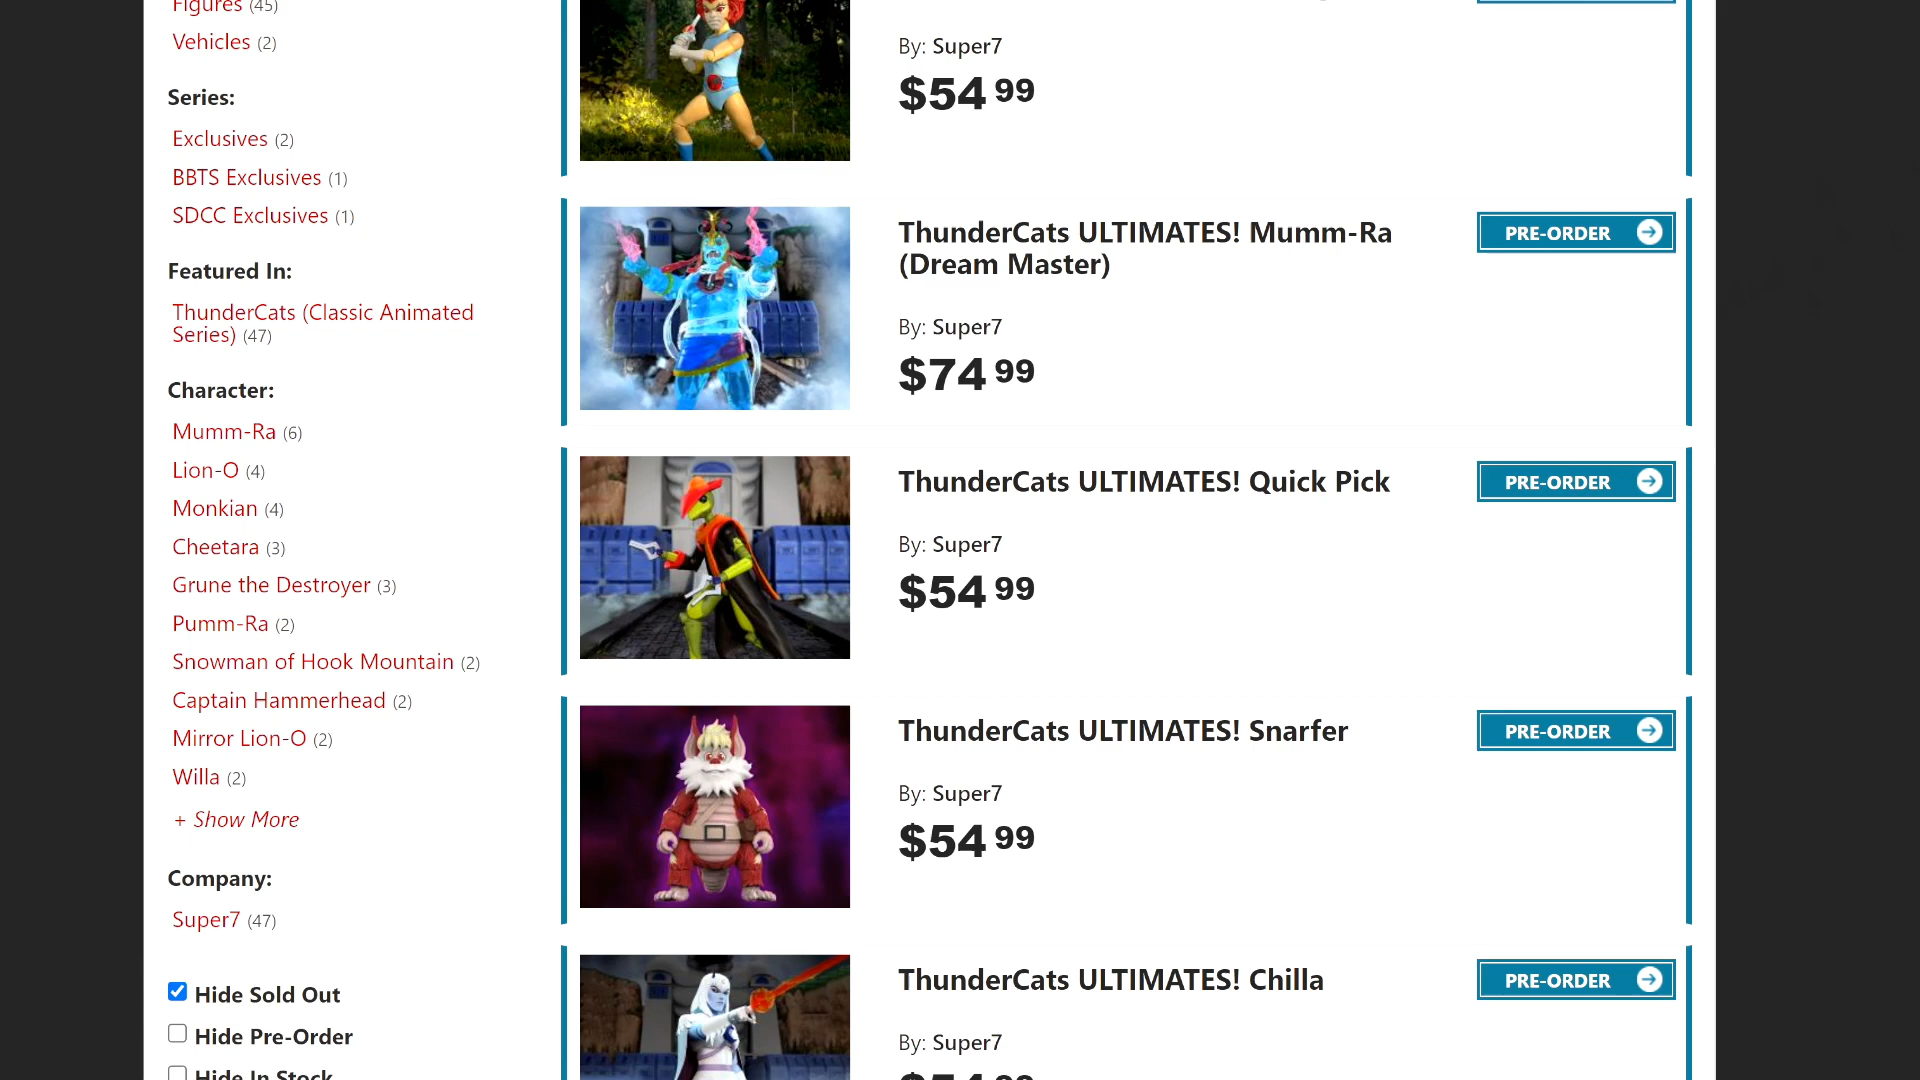 Figures (45)
Vehicles (2)
Series:
Exclusives (2)
BBTS Exclusives (1)
SDCC Exclusives (1)
Featured In:
ThunderCats (Classic Animated
Series) (47)
Character:
Mumm-Ra (6)
Lion-O (4)
Monkian (4)
Cheetara (3)
Grune the Destroyer (3)
Pumm-Ra (2)
Snowman of Hook Mountain (2)
Captain Hammerhead (2)
Mirror Lion-O (2)
Willa (2)
+ Show More
Company:
Super7 (47)
Hide Sold Out
Hide Pre-Order
Hide In Stock
By: Super7
$54 99
ThunderCats ULTIMATES! Mumm-Ra
(Dream Master)
By: Super7
$74 99
PRE-ORDER
ThunderCats ULTIMATES! Quick Pick
By: Super7
$54 99
PRE-ORDER
ThunderCats ULTIMATES! Snarfer
By: Super7
$54 99
PRE-ORDER
ThunderCats ULTIMATES! Chilla
By: Super7
$54 99
PRE-ORDER